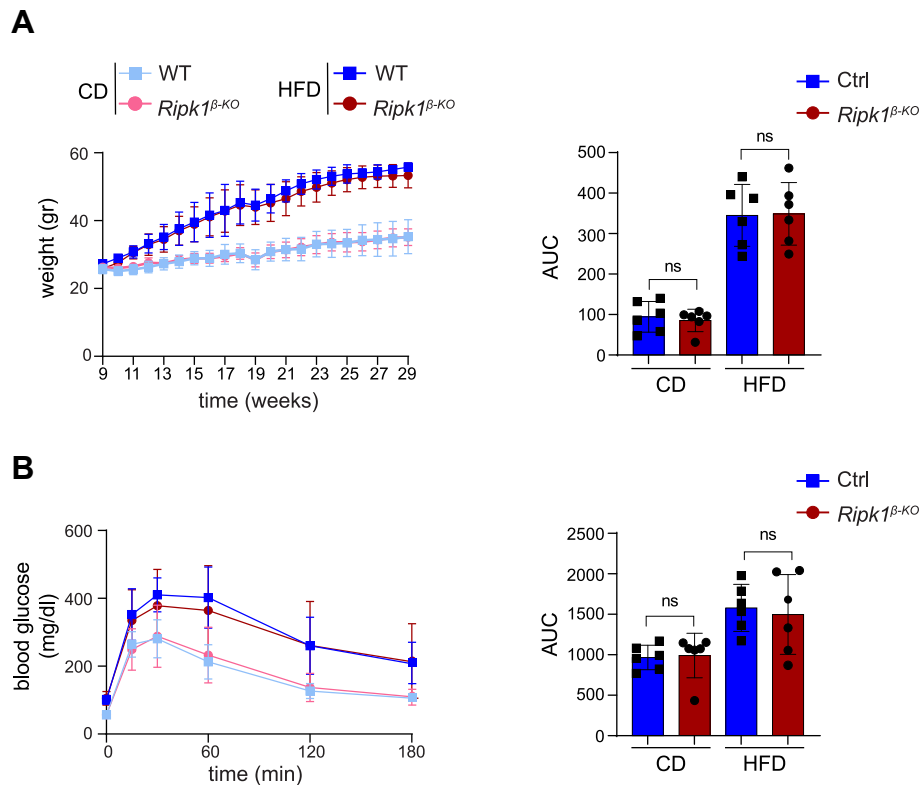 A
CD
WT
Ripk1β-KO
HFD
WT
Ripk1β-KO
Ctrl
Ripk1β-KO
weight (gr)
60
40
20
0
9 11 13 15 17 19 21 23 25 27 29
time (weeks)
AUC
500
400
300
200
100
0
ns
ns
CD
HFD
B
Ctrl
Ripk1β-KO
blood glucose
(mg/dl)
600
400
200
0
0 60 120 180
time (min)
AUC
2500
2000
1500
1000
500
0
ns
ns
CD
HFD